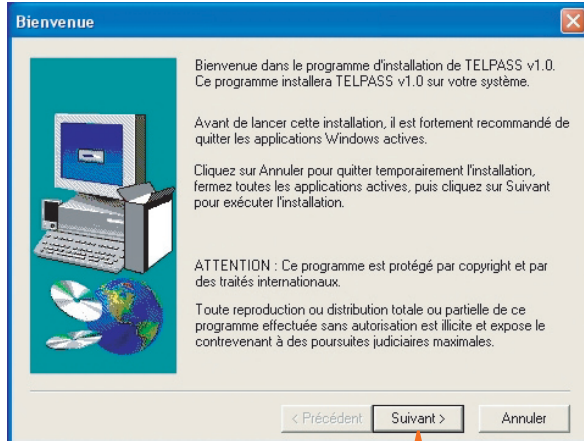 Bienvenue
Bienvenue dans le programme d'installation de TELPASS v1.0.
Ce programme installera TELPASS v1.0 sur votre système.
Avant de lancer cette installation, il est fortement recommandé de
quitter les applications Windows actives.
Cliquez sur Annuler pour quitter temporairement l'installation,
fermez toutes les applications actives, puis cliquez sur Suivant
pour exécuter l'installation.
ATTENTION : Ce programme est protégé par copyright et par
des traités internationaux.
Toute reproduction ou distribution totale ou partielle de ce
programme effectuée sans autorisation est illicite et expose le
contrevenant à des poursuites judiciaires maximales.
< Précédent Suivant > Annuler